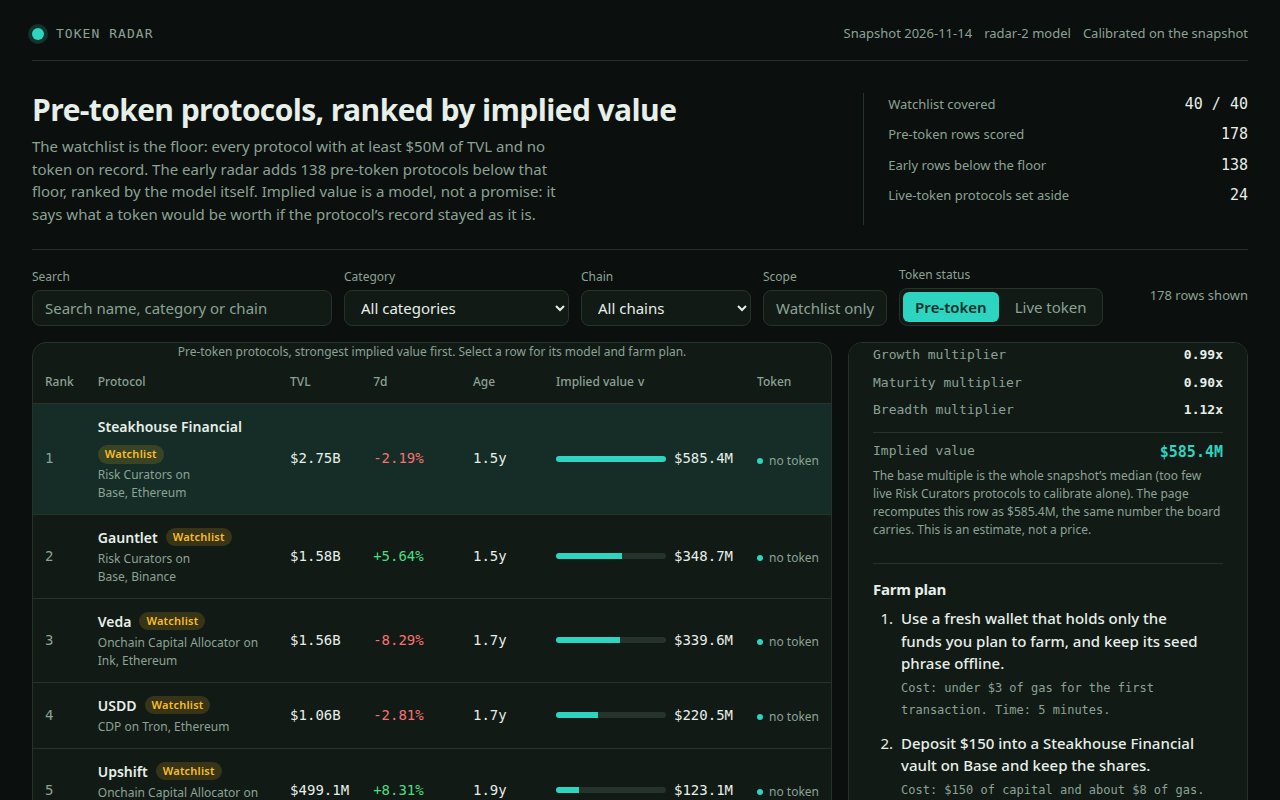 TOKEN RADAR
Snapshot 2026-11-14 radar-2 model Calibrated on the snapshot
Pre-token protocols, ranked by implied value
The watchlist is the floor: every protocol with at least $50M of TVL and no
token on record. The early radar adds 138 pre-token protocols below that
floor, ranked by the model itself. Implied value is a model, not a promise: it
says what a token would be worth if the protocol's record stayed as it is.
Watchlist covered 40 / 40
Pre-token rows scored 178
Early rows below the floor 138
Live-token protocols set aside 24
Search
Search name, category or chain
Category
All categories
Chain
All chains
Scope
Watchlist only
Token status
Pre-token Live token
178 rows shown
Pre-token protocols, strongest implied value first. Select a row for its model and farm plan.
Rank Protocol TVL 7d Age Implied value v Token
1 Steakhouse Financial Watchlist $2.75B -2.19% 1.5y $585.4M no token
Risk Curators on
Base, Ethereum
2 Gauntlet Watchlist $1.58B +5.64% 1.5y $348.7M no token
Risk Curators on
Base, Binance
3 Veda Watchlist $1.56B -8.29% 1.7y $339.6M no token
Onchain Capital Allocator on
Ink, Ethereum
4 USDD Watchlist $1.06B -2.81% 1.7y $220.5M no token
CDP on Tron, Ethereum
5 Upshift Watchlist $499.1M +8.31% 1.9y $123.1M no token
Onchain Capital Allocator on
Growth multiplier 0.99x
Maturity multiplier 0.90x
Breadth multiplier 1.12x
Implied value $585.4M
The base multiple is the whole snapshot's median (too few
live Risk Curators protocols to calibrate alone). The page
recomputes this row as $585.4M, the same number the board
carries. This is an estimate, not a price.
Farm plan
1. Use a fresh wallet that holds only the
funds you plan to farm, and keep its seed
phrase offline.
Cost: under $3 of gas for the first
transaction. Time: 5 minutes.
2. Deposit $150 into a Steakhouse Financial
vault on Base and keep the shares.
Cost: $150 of capital and about $8 of gas.